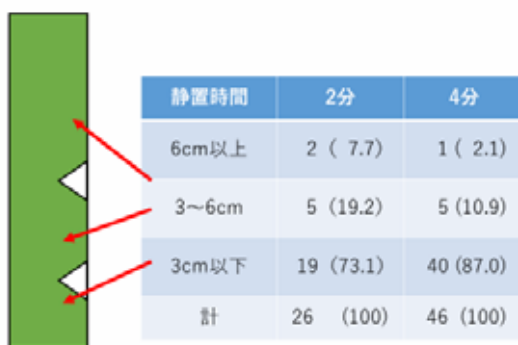 静置時間 2分 4分
6cm以上 2 ( 7.7) 1 ( 2.1)
3～6cm 5 (19.2) 5 (10.9)
3cm以下 19 (73.1) 40 (87.0)
計 26 (100) 46 (100)